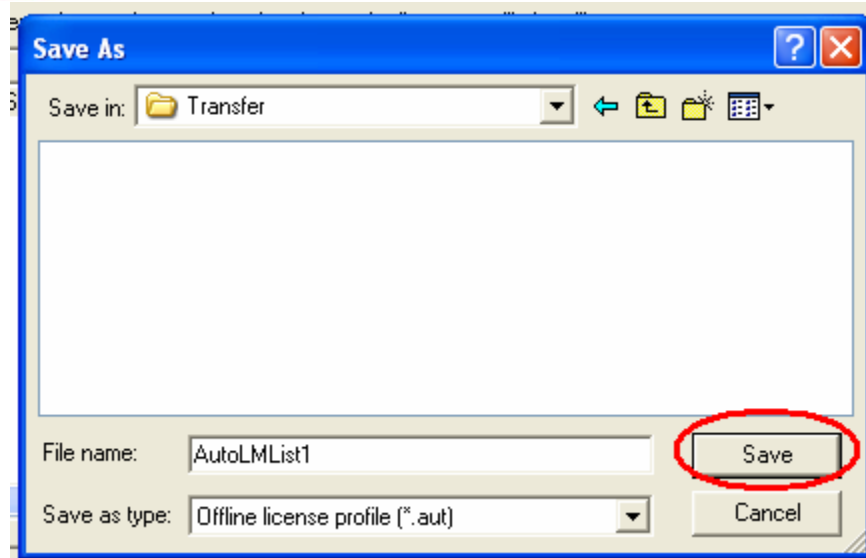 Save As
Save in: Transfer
File name: AutoLMList1
Save
Save as type: Offline license profile (*.aut)
Cancel